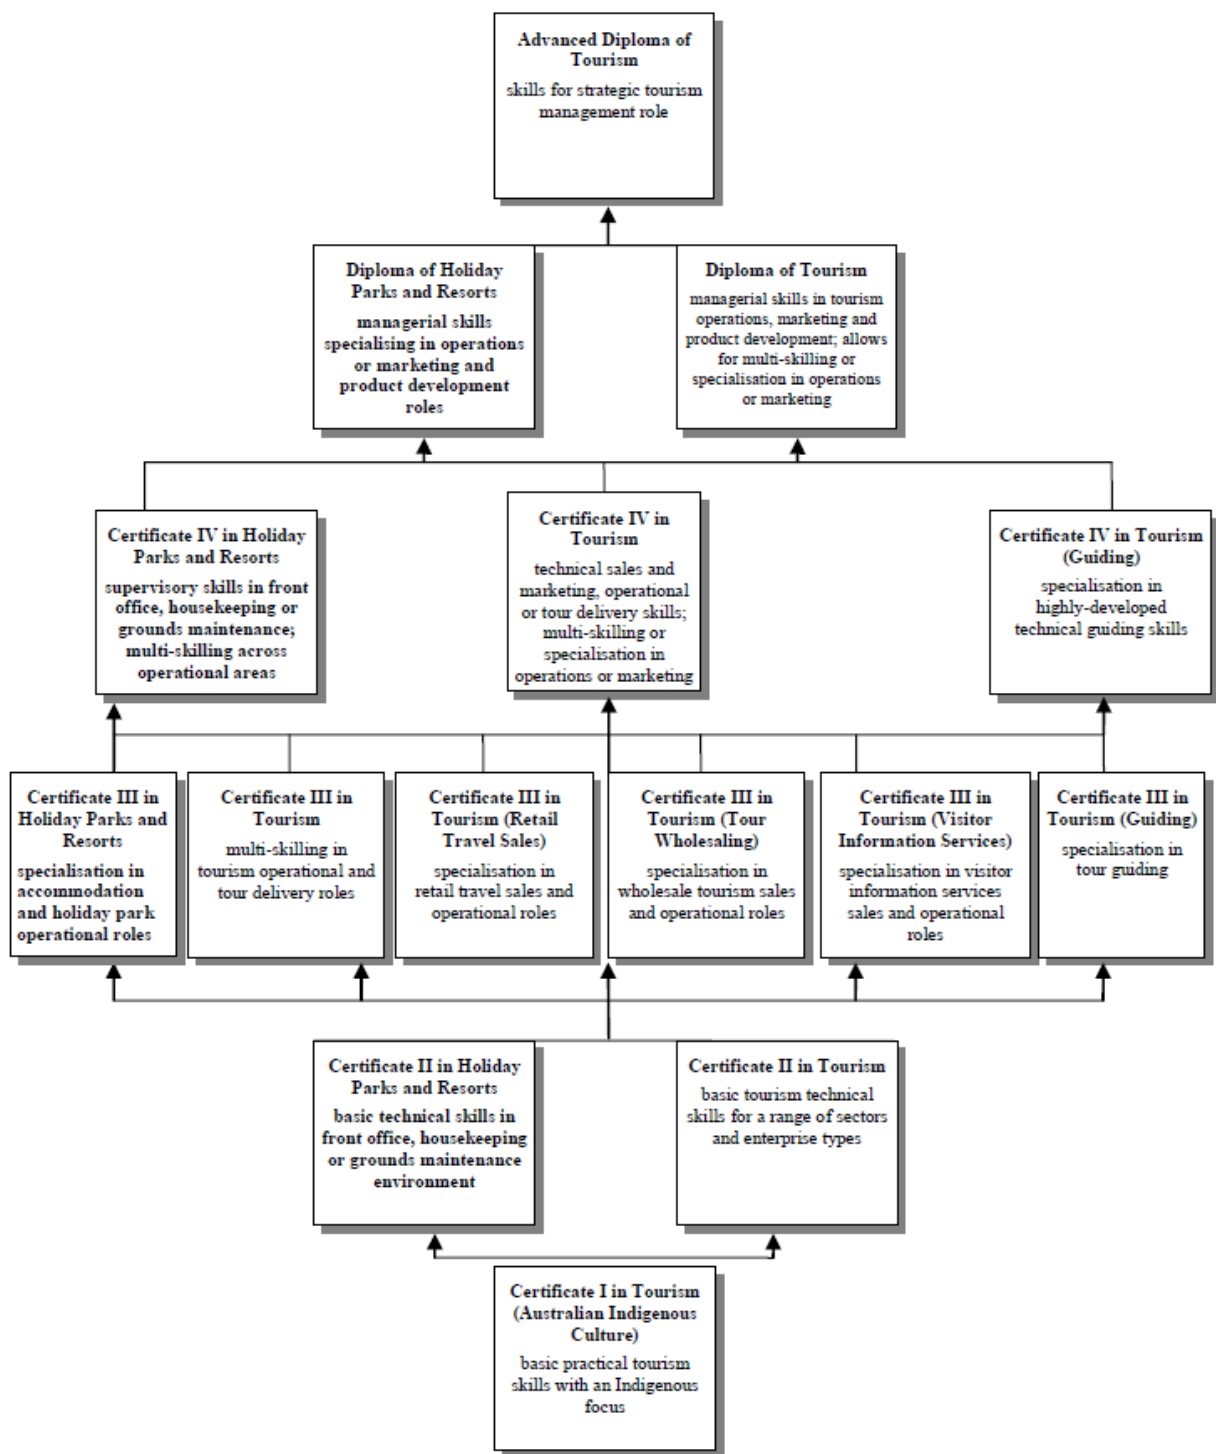 Advanced Diploma of
Tourism
skills for strategic tourism
management role
Diploma of Holiday
Parks and Resorts
managerial skills
specialising in operations
or marketing and
product development
roles
Diploma of Tourism
managerial skills in tourism
operations, marketing and
product development; allows
for multi-skilling or
specialisation in operations
or marketing
Certificate IV in Holiday
Parks and Resorts
supervisory skills in front
office, housekeeping or
grounds maintenance;
multi-skilling across
operational areas
Certificate IV in
Tourism
technical sales and
marketing, operational
or tour delivery skills;
multi-skilling or
specialisation in
operations or marketing
Certificate IV in Tourism
(Guiding)
specialisation in
highly-developed
technical guiding skills
Certificate III in
Holiday Parks and
Resorts
specialisation in
accommodation
and holiday park
operational roles
Certificate III in
Tourism
multi-skilling in
tourism operational and
tour delivery roles
Certificate III in
Tourism (Retail
Travel Sales)
specialisation in
retail travel sales and
operational roles
Certificate III in
Tourism (Tour
Wholesaling)
specialisation in
wholesale tourism sales
and operational roles
Certificate III in
Tourism (Visitor
Information Services)
specialisation in visitor
information services
sales and operational
roles
Certificate III in
Tourism (Guiding)
specialisation in
tour guiding
Certificate II in Holiday
Parks and Resorts
basic technical skills in
front office, housekeeping
or grounds maintenance
environment
Certificate II in Tourism
basic tourism technical
skills for a range of sectors
and enterprise types
Certificate I in Tourism
(Australian Indigenous
Culture)
basic practical tourism
skills with an Indigenous
focus